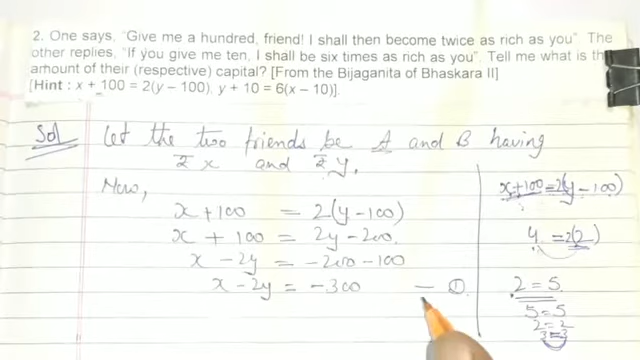 2. One says, “Give me a hundred, friend! I shall then become twice as rich as you” The
other replies, “If you give me ten, I shall be six times as rich as you”. Tell me what is the
amount of their (respective) capital? [From the Bijaganita of Bhaskara II]
[Hint : x + 100 = 2(y – 100), y + 10 = 6(x – 10)].
Sol Let the two friends be A and B having
₹ x and ₹ y.
Now,
x + 100 = 2(y - 100)
x + 100 = 2y - 200.
x - 2y = - 200 - 100
x - 2y = - 300 — ①
x + 100 = 2(y - 100)
4 = 2(2)
2 = 5
5 = 5
2 = 2
3 = 3